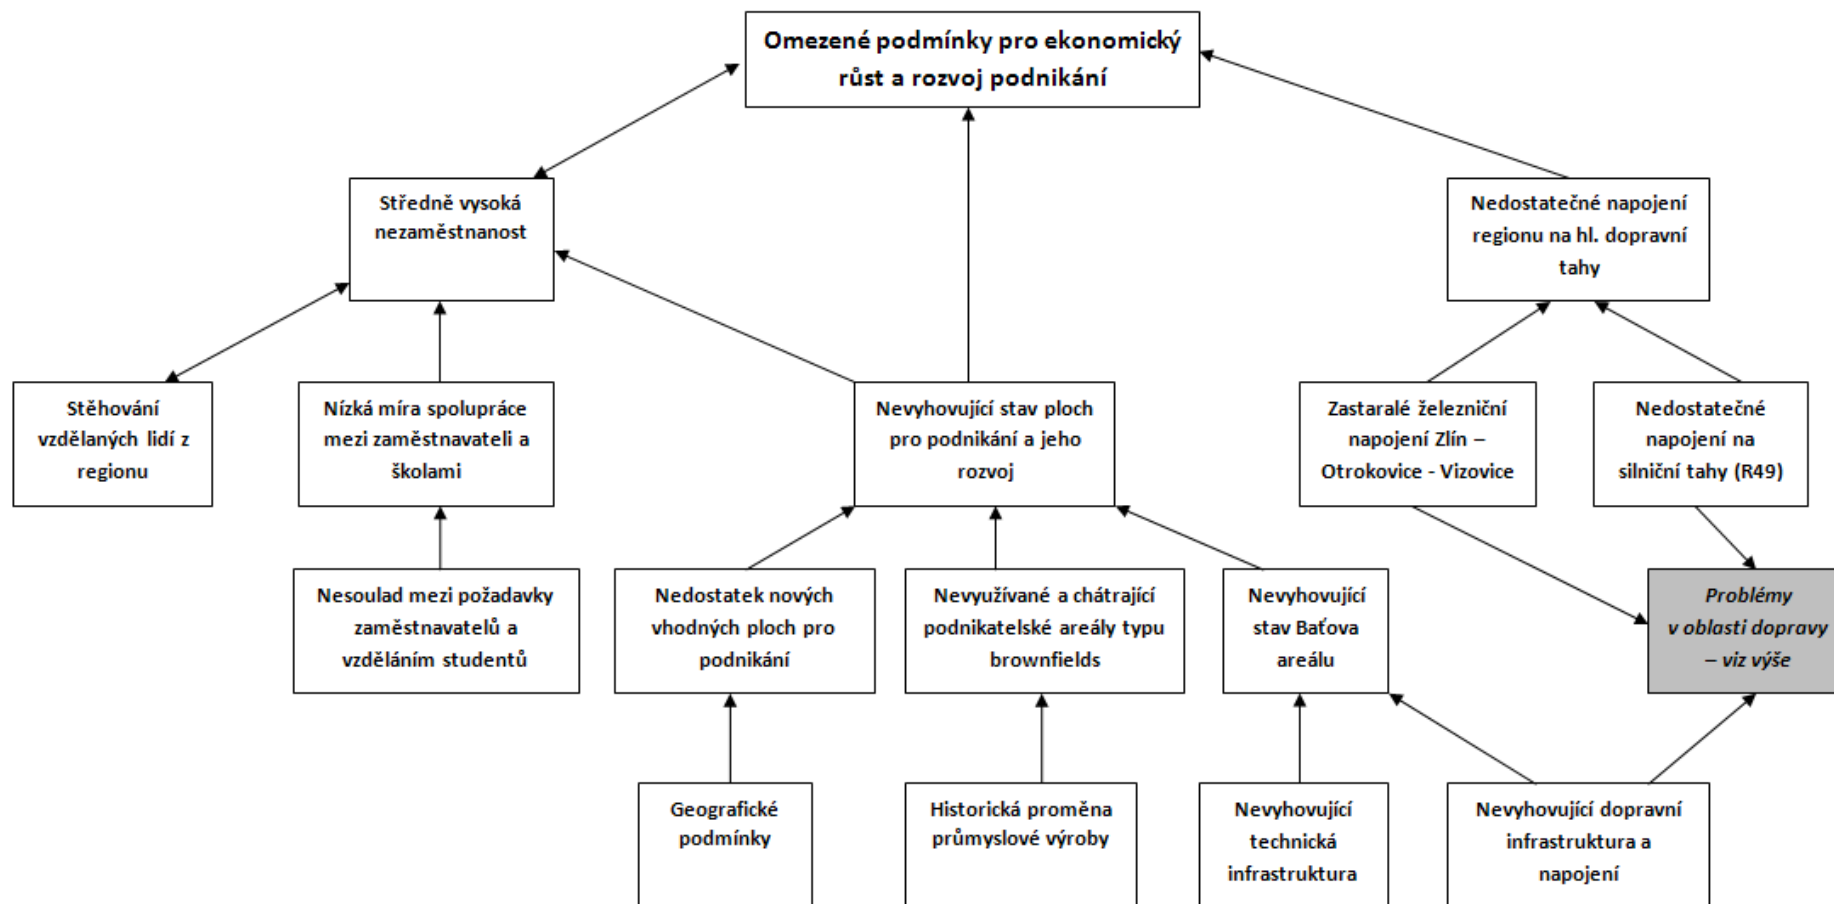 Omezené podmínky pro ekonomický
růst a rozvoj podnikání
Středně vysoká
nezaměstnanost
Nedostatečné napojení
regionu na hl. dopravní
tahy
Stěhování
vzdělaných lidí z
regionu
Nízká míra spolupráce
mezi zaměstnavateli a
školami
Nevyhovující stav ploch
pro podnikání a jeho
rozvoj
Zastaralé železniční
napojení Zlín –
Otrokovice - Vizovice
Nedostatečné
napojení na
silniční tahy (R49)
Nesoulad mezi požadavky
zaměstnavatelů a
vzděláním studentů
Nedostatek nových
vhodných ploch pro
podnikání
Nevyužívané a chátrající
podnikatelské areály typu
brownfields
Nevyhovující
stav Baťova
areálu
Problémy
v oblasti dopravy
– viz výše
Geografické
podmínky
Historická proměna
průmyslové výroby
Nevyhovující
technická
infrastruktura
Nevyhovující dopravní
infrastruktura a
napojení